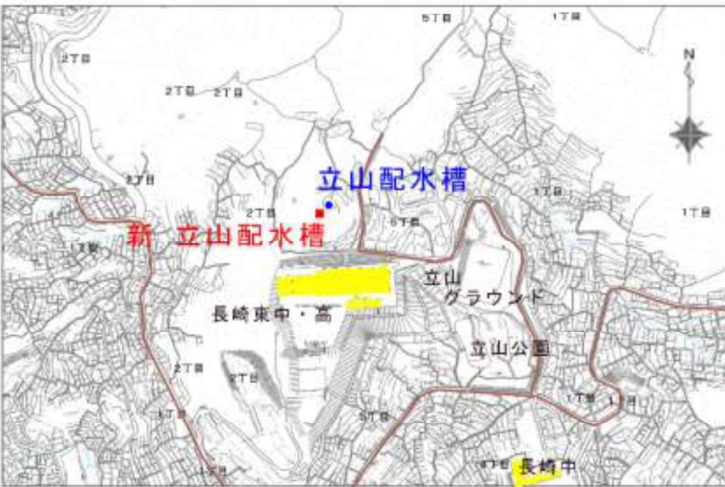 5丁目
1丁目
2丁目
N
2丁目
2丁目
2丁目
立山配水槽
1丁目
2丁目
5丁目
1丁目
新 立山配水槽
立山
グラウンド
長崎東中・高
立山公園
2丁目
2丁目
1丁目
1丁目
5丁目
長崎中